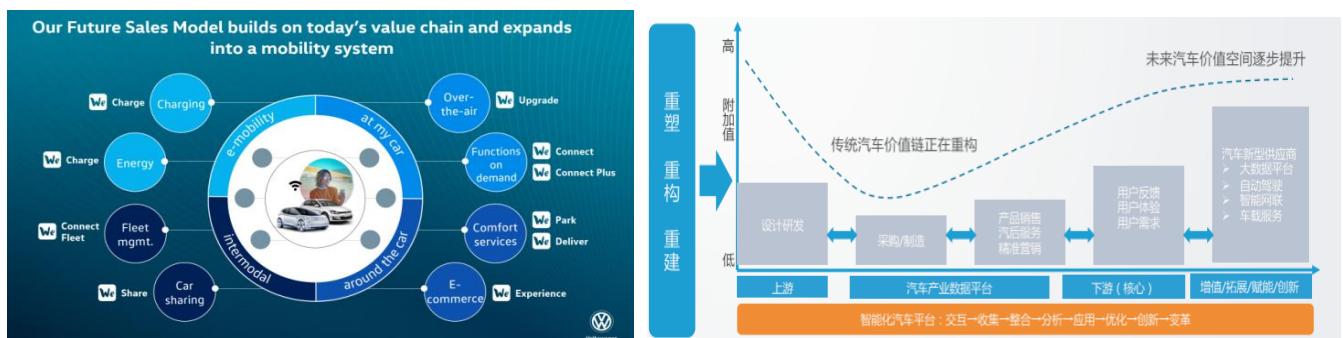 Our Future Sales Model builds on today's value chain and expands
into a mobility system
We Charge
Charging
We Charge
Energy
We Connect
Fleet
Fleet
mgmt.
We Share
Car
sharing
e-mobility
at my car
intermodal
around the car
Over-
the-air
We Upgrade
Functions
on
demand
We Connect
We Connect Plus
Comfort
services
We Park
We Deliver
E-
commerce
We Experience
重塑 重构 重建
高
附加值
低
传统汽车价值链正在重构
未来汽车价值空间逐步提升
设计研发
采购/制造
产品销售
汽后服务
精准营销
用户反馈
用户体验
用户需求
汽车新型供应商
➢ 大数据平台
➢ 自动驾驶
➢ 智能网联
➢ 车载服务
上游
汽车产业数据平台
下游（核心）
增值/拓展/赋能/创新
智能化汽车平台：交互→收集→整合→分析→应用→优化→创新→变革